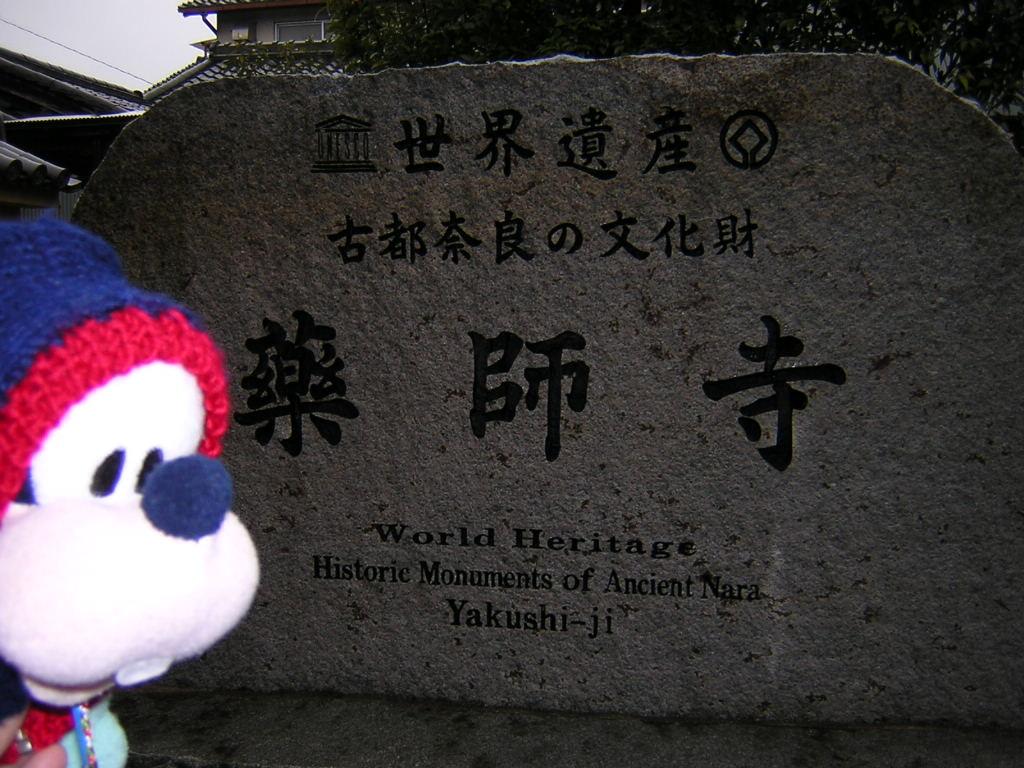 世界遺産
古都奈良の文化財
藥師寺
World Heritage
Historic Monuments of Ancient Nara
Yakushi-ji